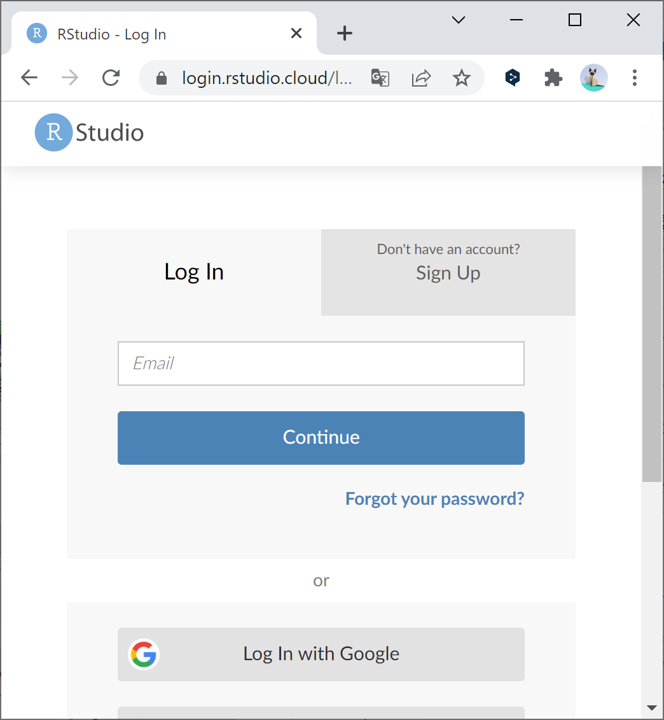 RStudio - Log In
login.rstudio.cloud/l...
R Studio
Log In
Don't have an account?
Sign Up
Email
Continue
Forgot your password?
or
Log In with Google